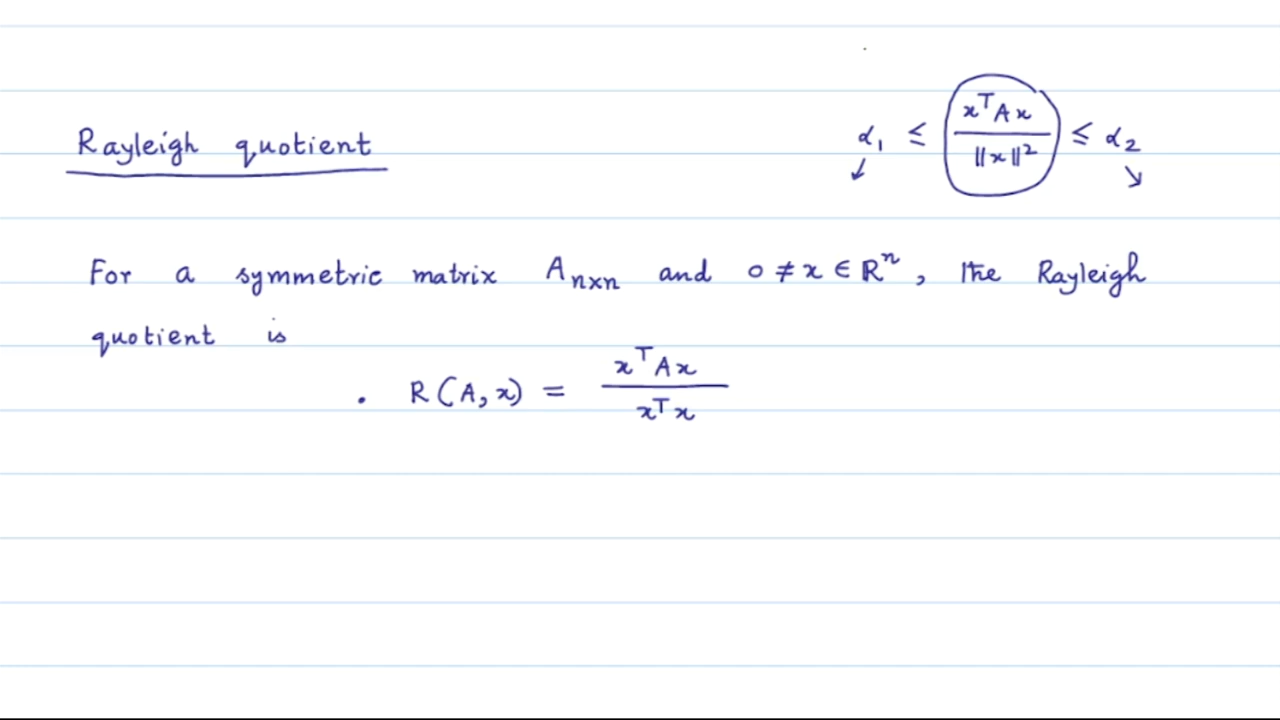 α₁ ≤ xᵀAx / ‖x‖² ≤ α₂
Rayleigh quotient
For a symmetric matrix Aₙₓₙ and 0 ≠ x ∈ Rⁿ, the Rayleigh
quotient is
. R(A, x) = xᵀAx / xᵀx